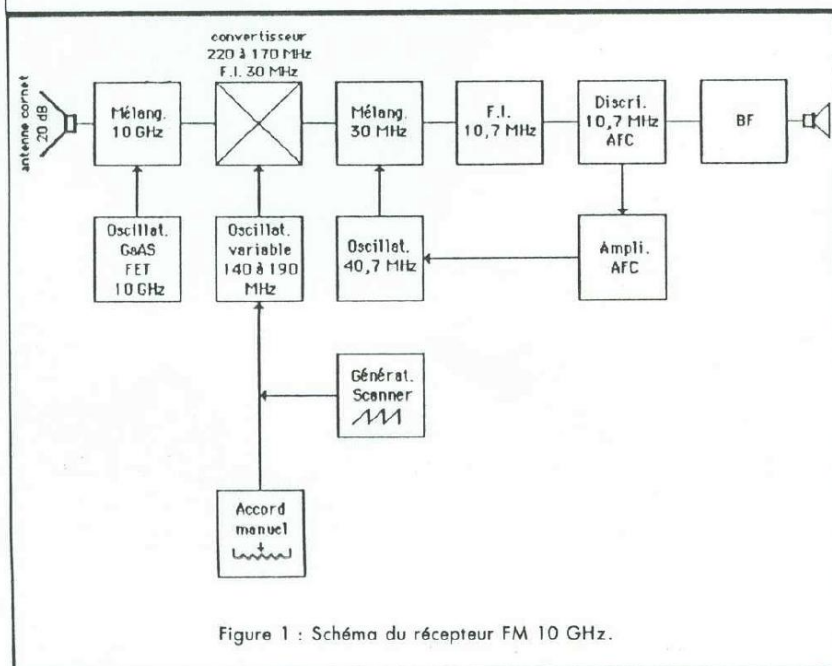 convertisseur
220 à 170 MHz
F.I. 30 MHz
antenne cornet
20 dB
Mélang.
10 GHz
Mélang.
30 MHz
F.I.
10,7 MHz
Discri.
10,7 MHz
AFC
BF
Oscillat.
GaAS
FET
10 GHz
Oscillat.
variable
140 à 190
MHz
Oscillat.
40,7 MHz
Ampli.
AFC
Générat.
Scanner
Accord
manuel
Figure 1 : Schéma du récepteur FM 10 GHz.